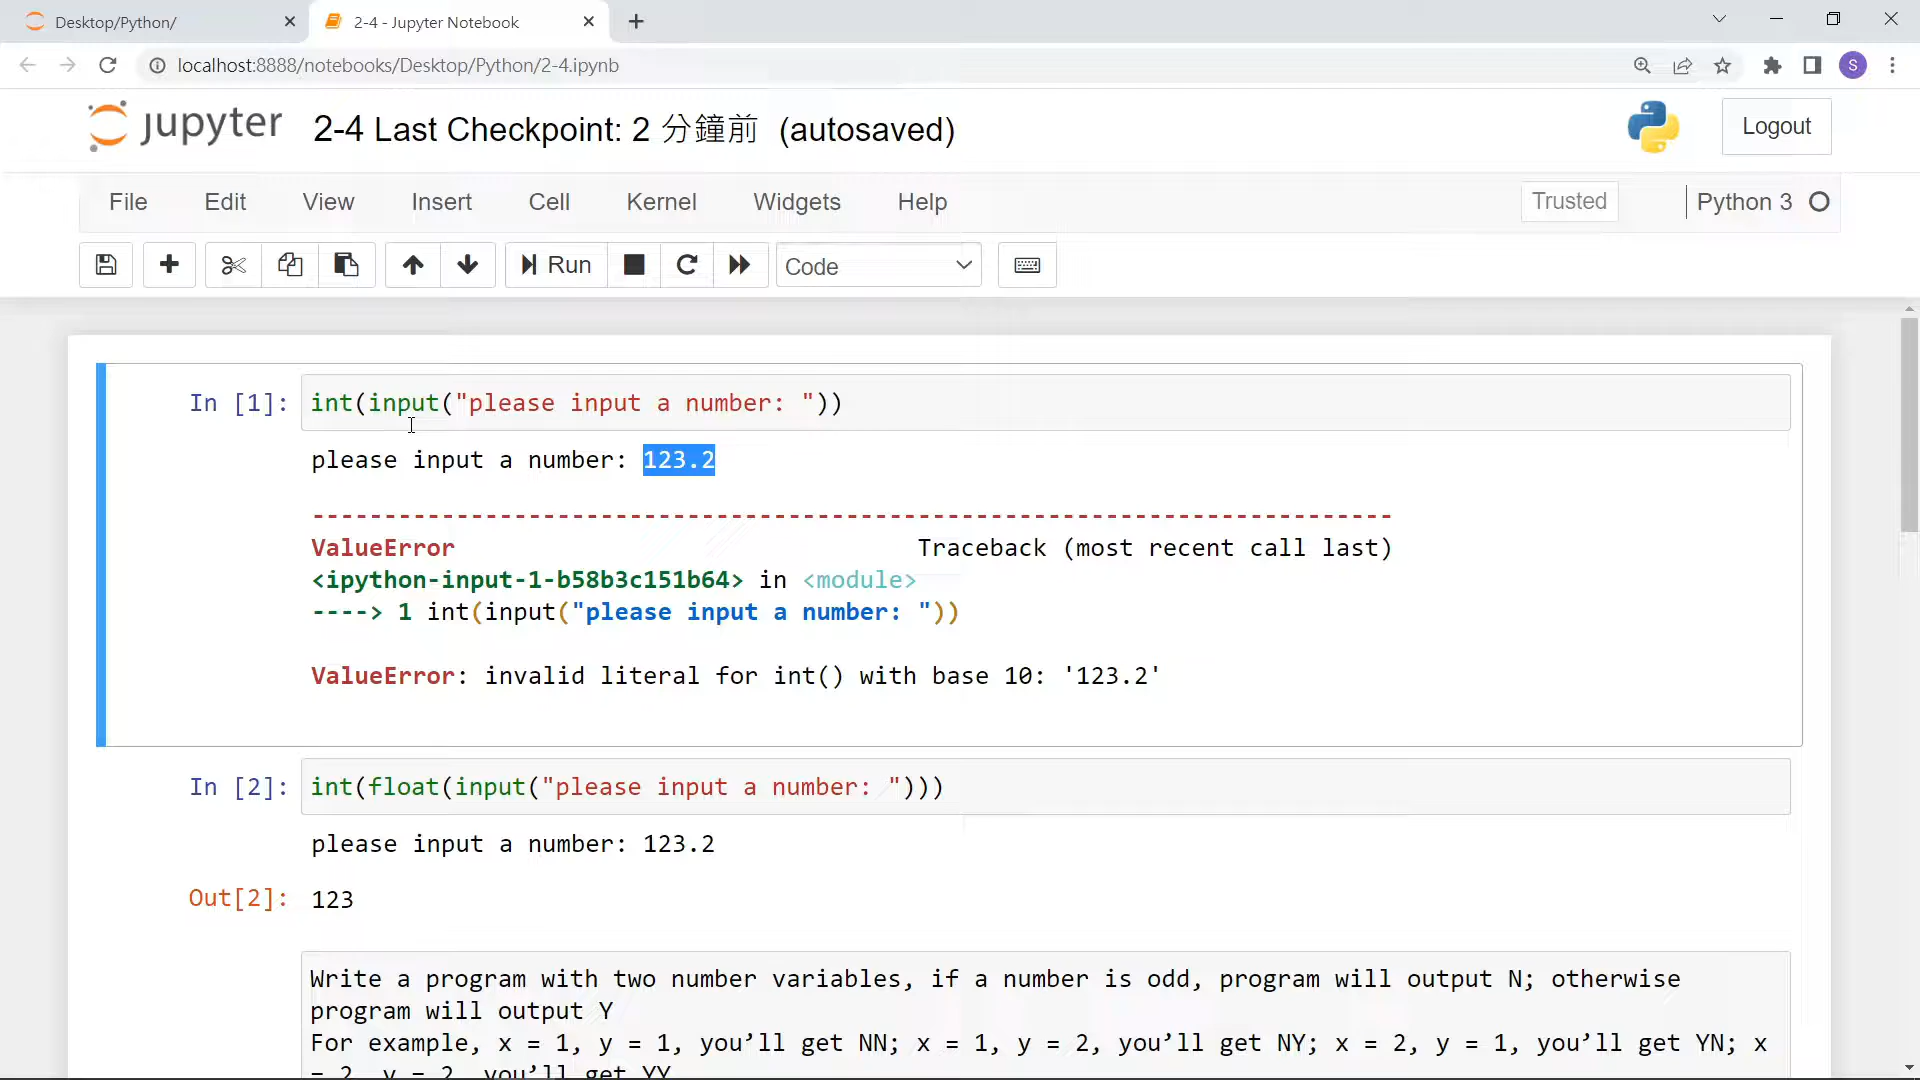 Desktop/Python/
2-4 - Jupyter Notebook
localhost:8888/notebooks/Desktop/Python/2-4.ipynb
S
jupyter 2-4 Last Checkpoint: 2 分鐘前 (autosaved)
Logout
File Edit View Insert Cell Kernel Widgets Help
Trusted
Python 3
Run
Code
In [1]: int(input("please input a number: "))
please input a number: 123.2
---------------------------------------------------------------------------
ValueError Traceback (most recent call last)
<ipython-input-1-b58b3c151b64> in <module>
----> 1 int(input("please input a number: "))
ValueError: invalid literal for int() with base 10: '123.2'
In [2]: int(float(input("please input a number: ")))
please input a number: 123.2
Out[2]: 123
Write a program with two number variables, if a number is odd, program will output N; otherwise
program will output Y
For example, x = 1, y = 1, you’ll get NN; x = 1, y = 2, you’ll get NY; x = 2, y = 1, you’ll get YN; x
= 2, y = 2, you’ll get YY